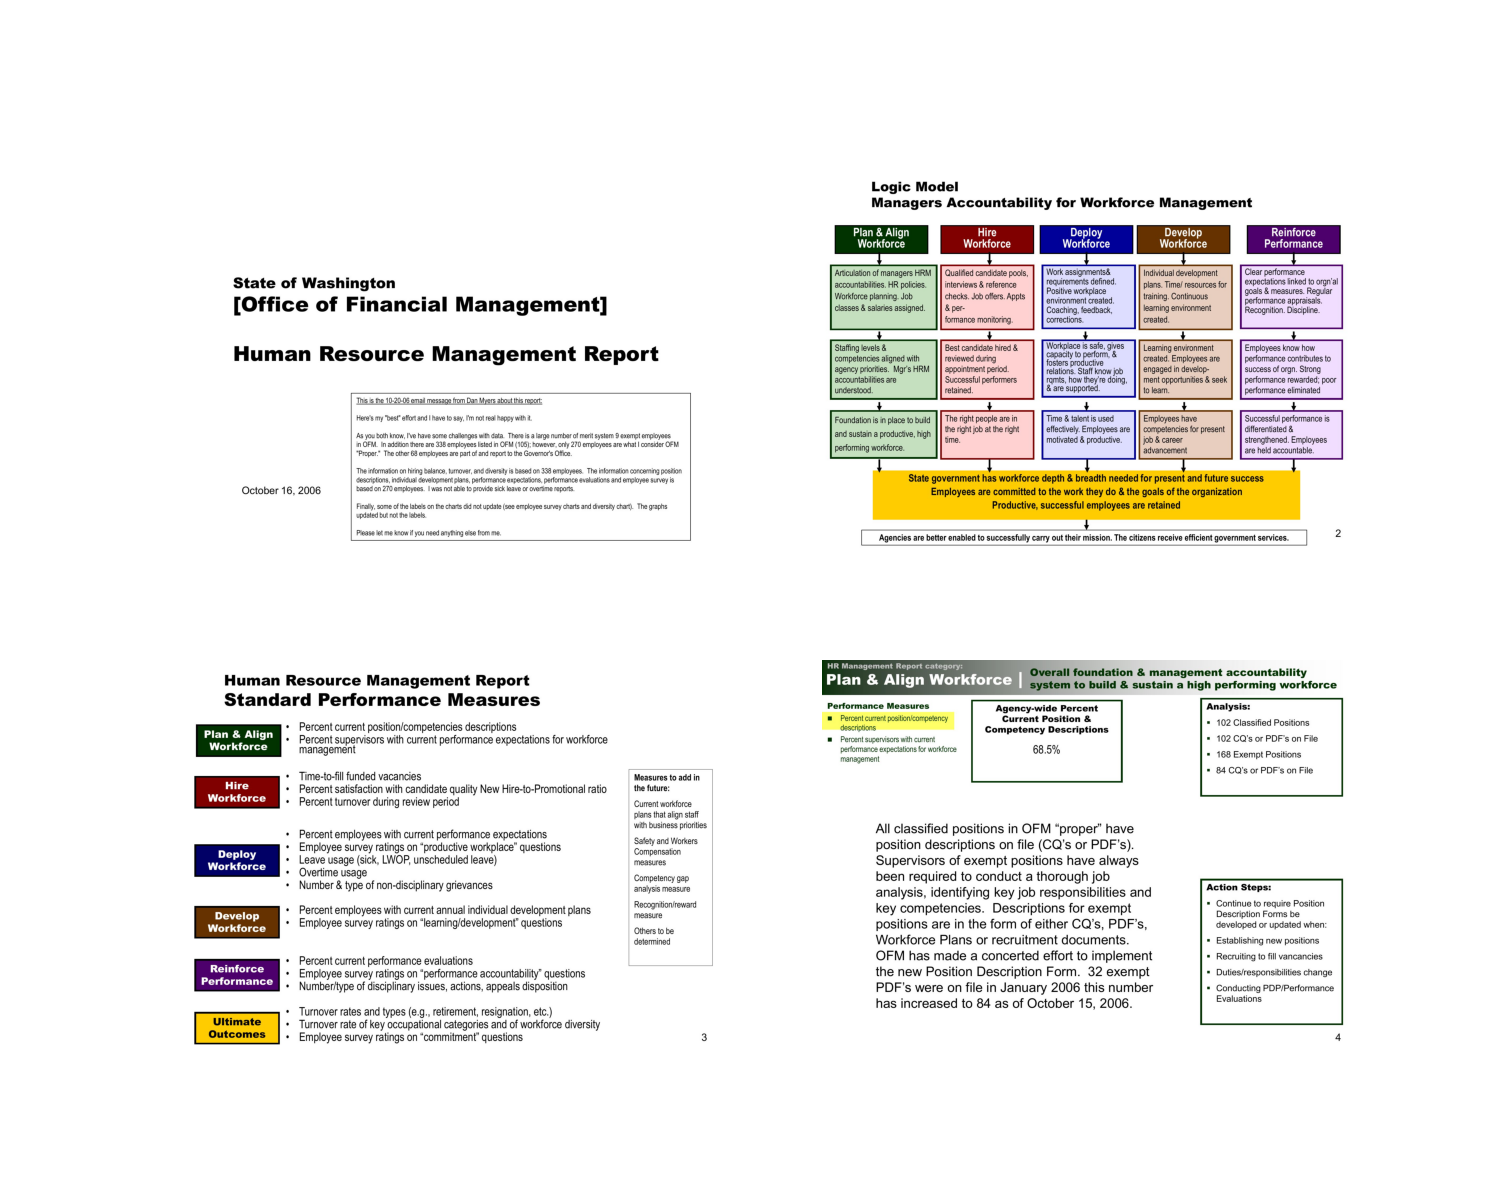 State of Washington
[Office of Financial Management]
Human Resource Management Report
October 16, 2006
This is the 10-20-06 email message from Dan Myers about this report:
Here's my "best" effort and I have to say, I'm not real happy with it.
As you both know, I've have some challenges with data. There is a large number of merit system 9 exempt employees
in OFM. In addition there are 338 employees listed in OFM (105); however, only 270 employees are what I consider OFM
"Proper." The other 68 employees are part of and report to the Governor's Office.
The information on hiring balance, turnover, and diversity is based on 338 employees. The information concerning position
descriptions, individual development plans, performance expectations, performance evaluations and employee survey is
based on 270 employees. I was not able to provide sick leave or overtime reports.
Finally, some of the labels on the charts did not update (see employee survey charts and diversity chart). The graphs
updated but not the labels.
Please let me know if you need anything else from me.
Logic Model
Managers Accountability for Workforce Management
Plan & Align
Workforce
Hire
Workforce
Deploy
Workforce
Develop
Workforce
Reinforce
Performance
Articulation of managers HRM
accountabilities. HR policies.
Workforce planning. Job
classes & salaries assigned.
Qualified candidate pools,
interviews & reference
checks. Job offers. Appts
& per-
formance monitoring.
Work assignments&
requirements defined.
Positive workplace
environment created.
Coaching, feedback,
corrections.
Individual development
plans. Time/ resources for
training. Continuous
learning environment
created.
Clear performance
expectations linked to orgn'al
goals & measures. Regular
performance appraisals.
Recognition. Discipline.
Staffing levels &
competencies aligned with
agency priorities. Mgr's HRM
accountabilities are
understood.
Best candidate hired &
reviewed during
appointment period.
Successful performers
retained.
Workplace is safe, gives
capacity to perform, &
fosters productive
relations. Staff know job
rqmts, how they're doing,
& are supported.
Learning environment
created. Employees are
engaged in develop-
ment opportunities & seek
to learn.
Employees know how
performance contributes to
success of orgn. Strong
performance rewarded; poor
performance eliminated
Foundation is in place to build
and sustain a productive, high
performing workforce.
The right people are in
the right job at the right
time.
Time & talent is used
effectively. Employees are
motivated & productive.
Employees have
competencies for present
job & career
advancement
Successful performance is
differentiated &
strengthened. Employees
are held accountable.
State government has workforce depth & breadth needed for present and future success
Employees are committed to the work they do & the goals of the organization
Productive, successful employees are retained
Agencies are better enabled to successfully carry out their mission. The citizens receive efficient government services.
2
Human Resource Management Report
Standard Performance Measures
Plan & Align
Workforce
• Percent current position/competencies descriptions
• Percent supervisors with current performance expectations for workforce
management
Hire
Workforce
• Time-to-fill funded vacancies
• Percent satisfaction with candidate quality New Hire-to-Promotional ratio
• Percent turnover during review period
Deploy
Workforce
• Percent employees with current performance expectations
• Employee survey ratings on “productive workplace” questions
• Leave usage (sick, LWOP, unscheduled leave)
• Overtime usage
• Number & type of non-disciplinary grievances
Develop
Workforce
• Percent employees with current annual individual development plans
• Employee survey ratings on “learning/development” questions
Reinforce
Performance
• Percent current performance evaluations
• Employee survey ratings on “performance accountability” questions
• Number/type of disciplinary issues, actions, appeals disposition
Ultimate
Outcomes
• Turnover rates and types (e.g., retirement, resignation, etc.)
• Turnover rate of key occupational categories and of workforce diversity
• Employee survey ratings on “commitment” questions
Measures to add in
the future:
Current workforce
plans that align staff
with business priorities
Safety and Workers
Compensation
measures
Competency gap
analysis measure
Recognition/reward
measure
Others to be
determined
3
HR Management Report category:
Plan & Align Workforce |
Overall foundation & management accountability
system to build & sustain a high performing workforce
Performance Measures
■ Percent current position/competency
descriptions
■ Percent supervisors with current
performance expectations for workforce
management
Agency-wide Percent
Current Position &
Competency Descriptions
68.5%
Analysis:
▪ 102 Classified Positions
▪ 102 CQ’s or PDF’s on File
▪ 168 Exempt Positions
▪ 84 CQ’s or PDF’s on File
All classified positions in OFM “proper” have
position descriptions on file (CQ’s or PDF’s).
Supervisors of exempt positions have always
been required to conduct a thorough job
analysis, identifying key job responsibilities and
key competencies. Descriptions for exempt
positions are in the form of either CQ’s, PDF’s,
Workforce Plans or recruitment documents.
OFM has made a concerted effort to implement
the new Position Description Form. 32 exempt
PDF’s were on file in January 2006 this number
has increased to 84 as of October 15, 2006.
Action Steps:
▪ Continue to require Position
Description Forms be
developed or updated when:
▪ Establishing new positions
▪ Recruiting to fill vancancies
▪ Duties/responsibilities change
▪ Conducting PDP/Performance
Evaluations
4